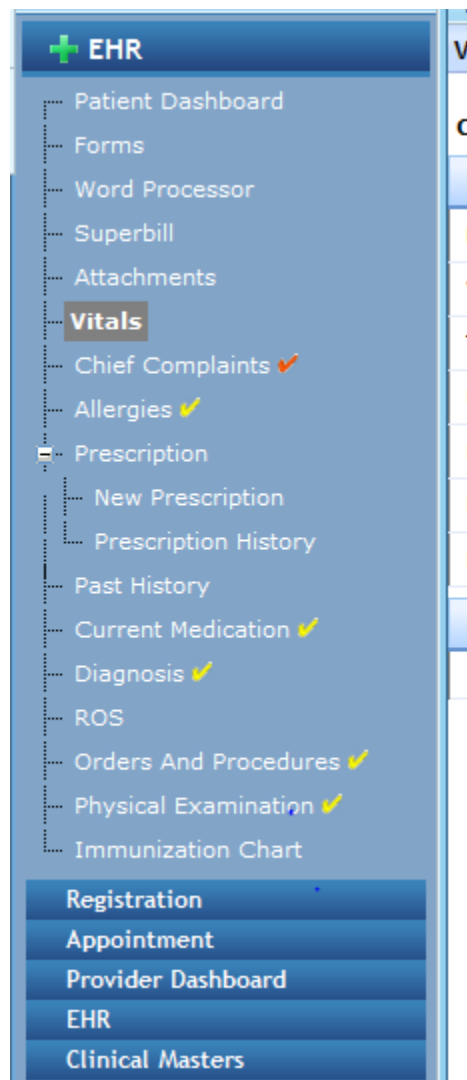 EHR
Patient Dashboard
Forms
Word Processor
Superbill
Attachments
Vitals
Chief Complaints
Allergies
Prescription
New Prescription
Prescription History
Past History
Current Medication
Diagnosis
ROS
Orders And Procedures
Physical Examination
Immunization Chart
Registration
Appointment
Provider Dashboard
EHR
Clinical Masters